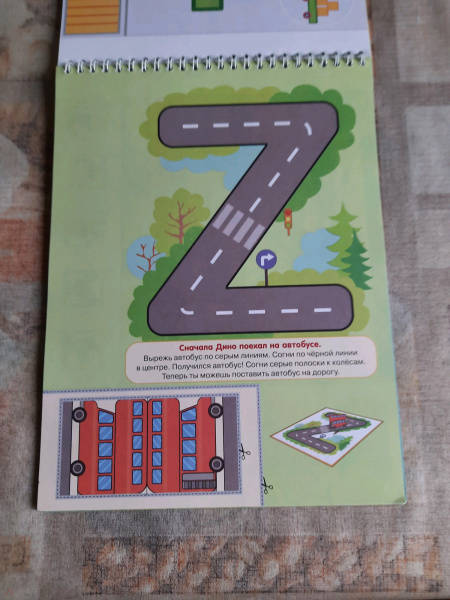 Сначала Дино поехал на автобусе.
Вырежь автобус по серым линиям. Согни по чёрной линии
в центре. Получился автобус! Согни серые полоски к колёсам.
Теперь ты можешь поставить автобус на дорогу.